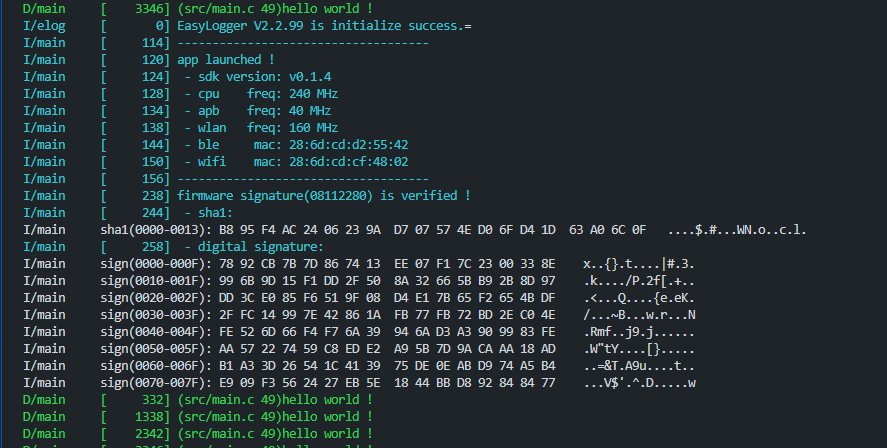 D/main     [    3346] (src/main.c 49)hello world !
I/elog     [       0] EasyLogger V2.2.99 is initialize success.=
I/main     [     114] ------------------------------------
I/main     [     120] app launched !
I/main     [     124]  - sdk version: v0.1.4
I/main     [     128]  - cpu    freq: 240 MHz
I/main     [     134]  - apb    freq: 40 MHz
I/main     [     138]  - wlan   freq: 160 MHz
I/main     [     144]  - ble     mac: 28:6d:cd:d2:55:42
I/main     [     150]  - wifi    mac: 28:6d:cd:cf:48:02
I/main     [     156] ------------------------------------
I/main     [     238] firmware signature(08112280) is verified !
I/main     [     244]  - sha1:
I/main     sha1(0000-0013): B8 95 F4 AC 24 06 23 9A  D7 07 57 4E D0 6F D4 1D  63 A0 6C 0F   ....$.#...WN.o..c.l.
I/main     [     258]  - digital signature:
I/main     sign(0000-000F): 78 92 CB 7B 7D 86 74 13  EE 07 F1 7C 23 00 33 8E   x..{}.t....|#.3.
I/main     sign(0010-001F): 99 6B 9D 15 F1 DD 2F 50  8A 32 66 5B B9 2B 8D 97   .k..../P.2f[.+..
I/main     sign(0020-002F): DD 3C E0 85 F6 51 9F 08  D4 E1 7B 65 F2 65 4B DF   .<...Q....{e.eK.
I/main     sign(0030-003F): 2F FC 14 99 7E 42 86 1A  FB 77 FB 72 BD 2E C0 4E   /...~B...w.r...N
I/main     sign(0040-004F): FE 52 6D 66 F4 F7 6A 39  94 6A D3 A3 90 99 83 FE   .Rmf..j9.j......
I/main     sign(0050-005F): AA 57 22 74 59 C8 ED E2  A9 5B 7D 9A CA AA 18 AD   .W"tY....[}.....
I/main     sign(0060-006F): B1 A3 3D 26 54 1C 41 39  75 DE 0E AB D9 74 A5 B4   ..=&T.A9u....t..
I/main     sign(0070-007F): E9 09 F3 56 24 27 EB 5E  18 44 BB D8 92 84 84 77   ...V$'.^.D.....w
D/main     [     332] (src/main.c 49)hello world !
D/main     [    1338] (src/main.c 49)hello world !
D/main     [    2342] (src/main.c 49)hello world !
D/main     [    3346] (src/main.c 49)hello world !